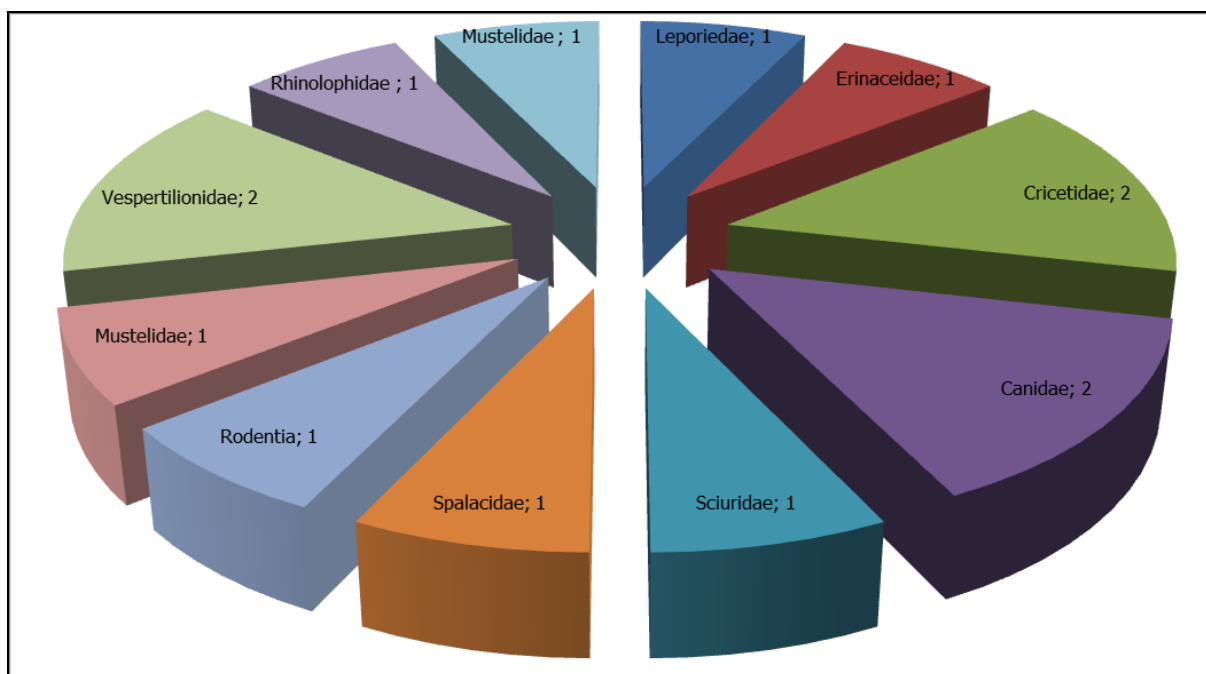 Mustelidae ; 1
Leporiedae; 1
Rhinolophidae ; 1
Erinaceidae; 1
Vespertilionidae; 2
Cricetidae; 2
Mustelidae; 1
Canidae; 2
Rodentia; 1
Spalacidae; 1
Sciuridae; 1